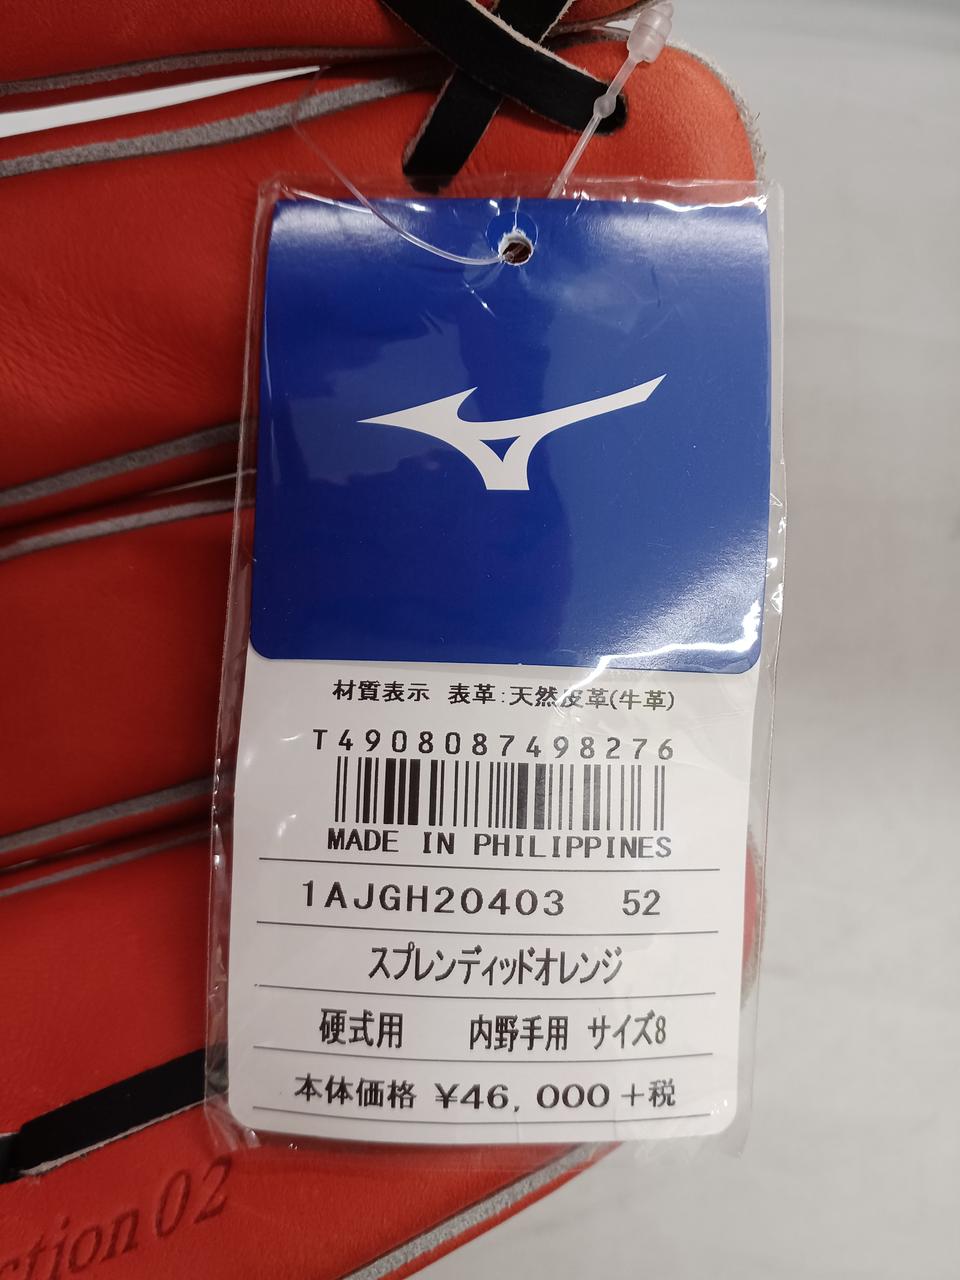 材質表示 表革:天然皮革(牛革)
T4908087498276
MADE IN PHILIPPINES
1AJGH20403 52
スプレンディッドオレンジ
硬式用 内野手用 サイズ8
本体価格 ¥46,000+税
ction 02